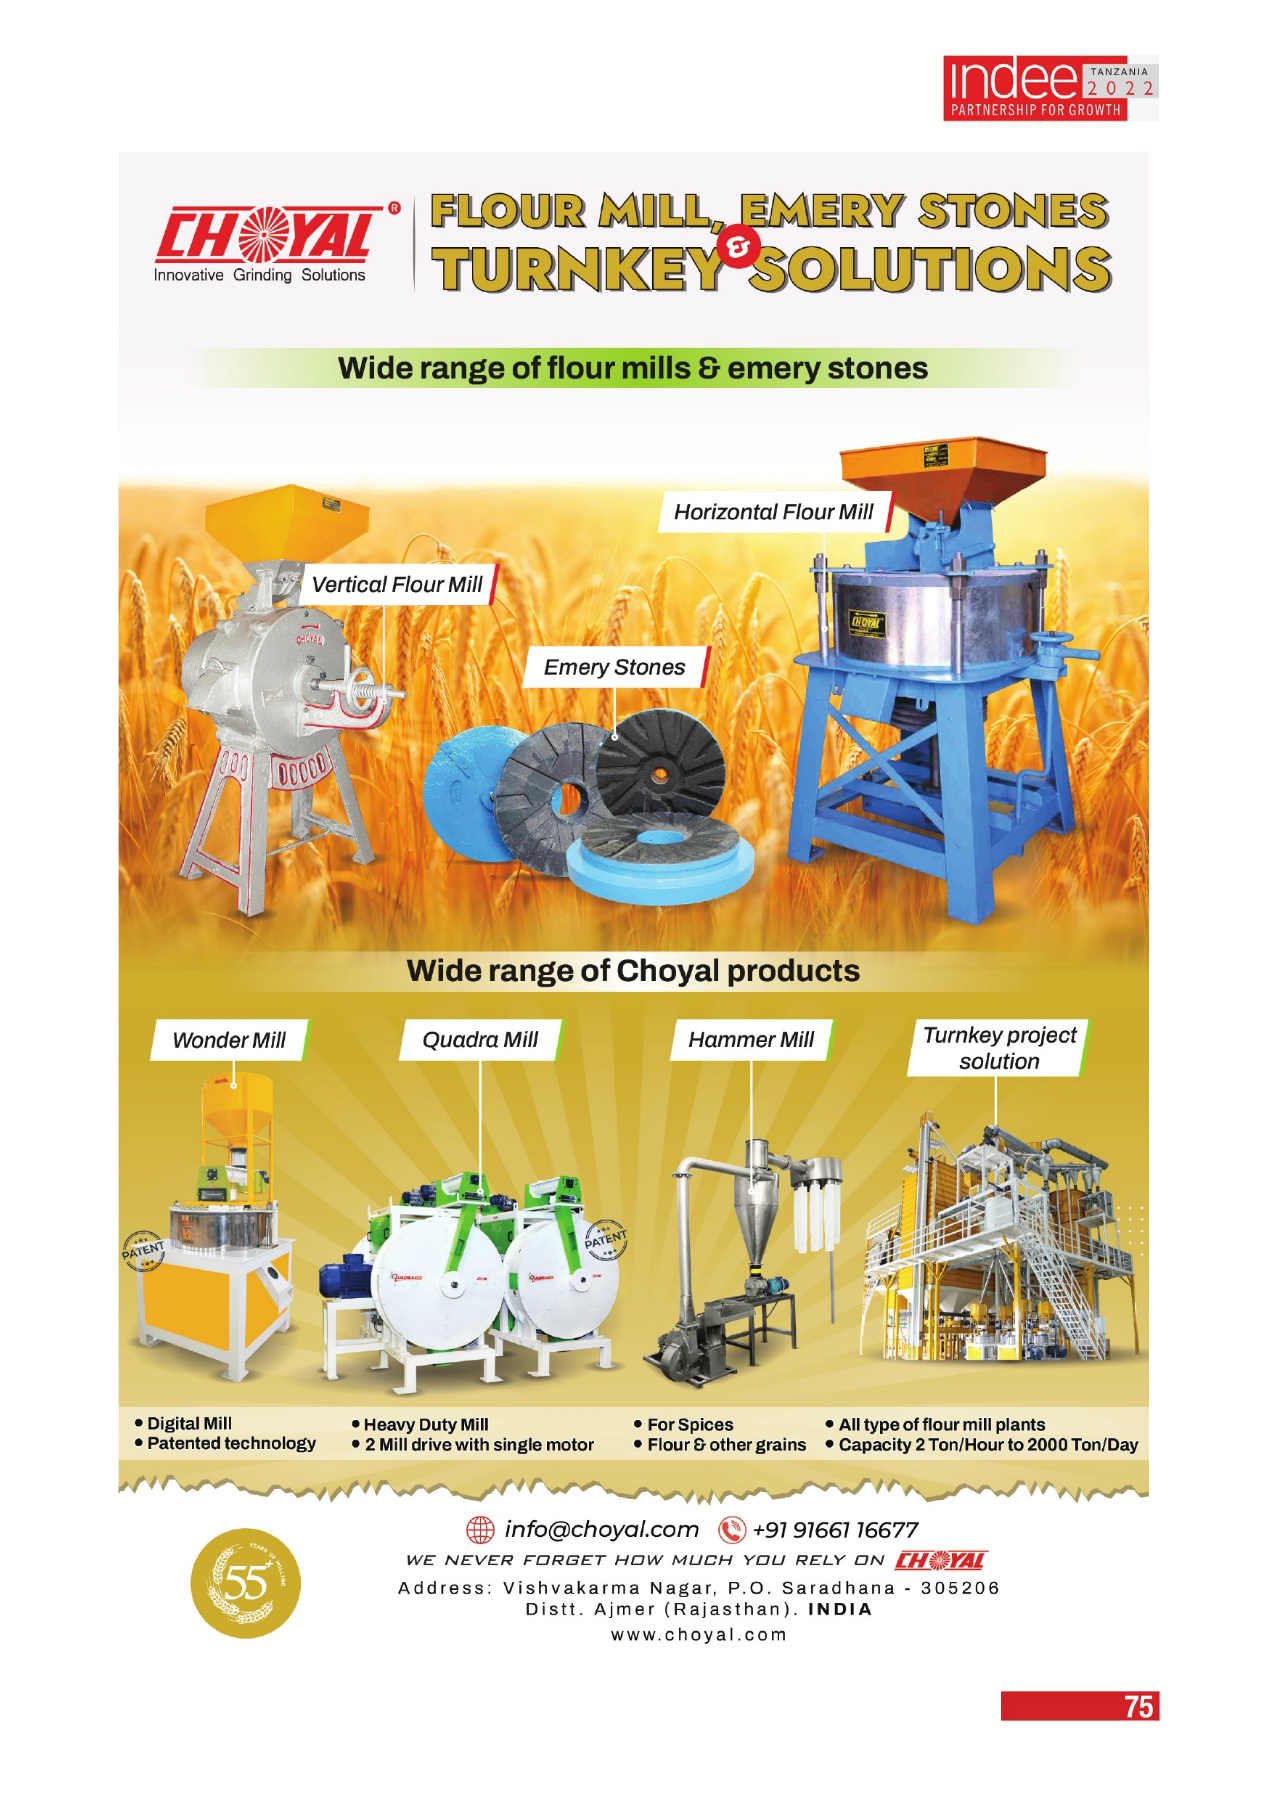 Indee
TANZANIA
2022
PARTNERSHIP FOR GROWTH
CHOYAL®
Innovative Grinding Solutions
FLOUR MILL, EMERY STONES
& TURNKEY SOLUTIONS
Wide range of flour mills & emery stones
Horizontal Flour Mill
Vertical Flour Mill
CHOYAL
CHOYAL
Emery Stones
Wide range of Choyal products
Wonder Mill
Quadra Mill
Hammer Mill
Turnkey project
solution
PATENT
PATENT
• Digital Mill
• Patented technology
• Heavy Duty Mill
• 2 Mill drive with single motor
• For Spices
• Flour & other grains
• All type of flour mill plants
• Capacity 2 Ton/Hour to 2000 Ton/Day
info@choyal.com +91 91661 16677
WE NEVER FORGET HOW MUCH YOU RELY ON CHOYAL
55+
YEARS OF MILLING
Address: Vishvakarma Nagar, P.O. Saradhana - 305206
Distt. Ajmer (Rajasthan). INDIA
www.choyal.com
75